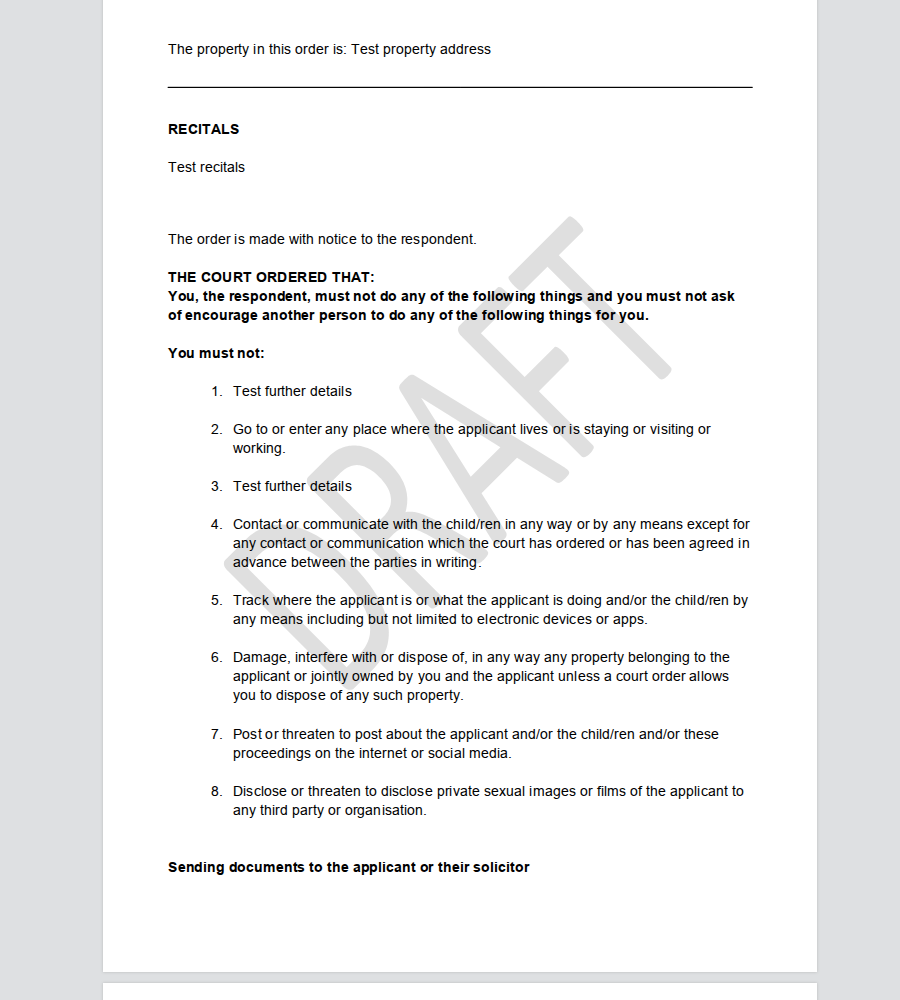 The property in this order is: Test property address
RECITALS
Test recitals
The order is made with notice to the respondent.
THE COURT ORDERED THAT:
You, the respondent, must not do any of the following things and you must not ask
of encourage another person to do any of the following things for you.
You must not:
1. Test further details
2. Go to or enter any place where the applicant lives or is staying or visiting or
working.
3. Test further details
4. Contact or communicate with the child/ren in any way or by any means except for
any contact or communication which the court has ordered or has been agreed in
advance between the parties in writing.
5. Track where the applicant is or what the applicant is doing and/or the child/ren by
any means including but not limited to electronic devices or apps.
6. Damage, interfere with or dispose of, in any way any property belonging to the
applicant or jointly owned by you and the applicant unless a court order allows
you to dispose of any such property.
7. Post or threaten to post about the applicant and/or the child/ren and/or these
proceedings on the internet or social media.
8. Disclose or threaten to disclose private sexual images or films of the applicant to
any third party or organisation.
Sending documents to the applicant or their solicitor
DRAFT